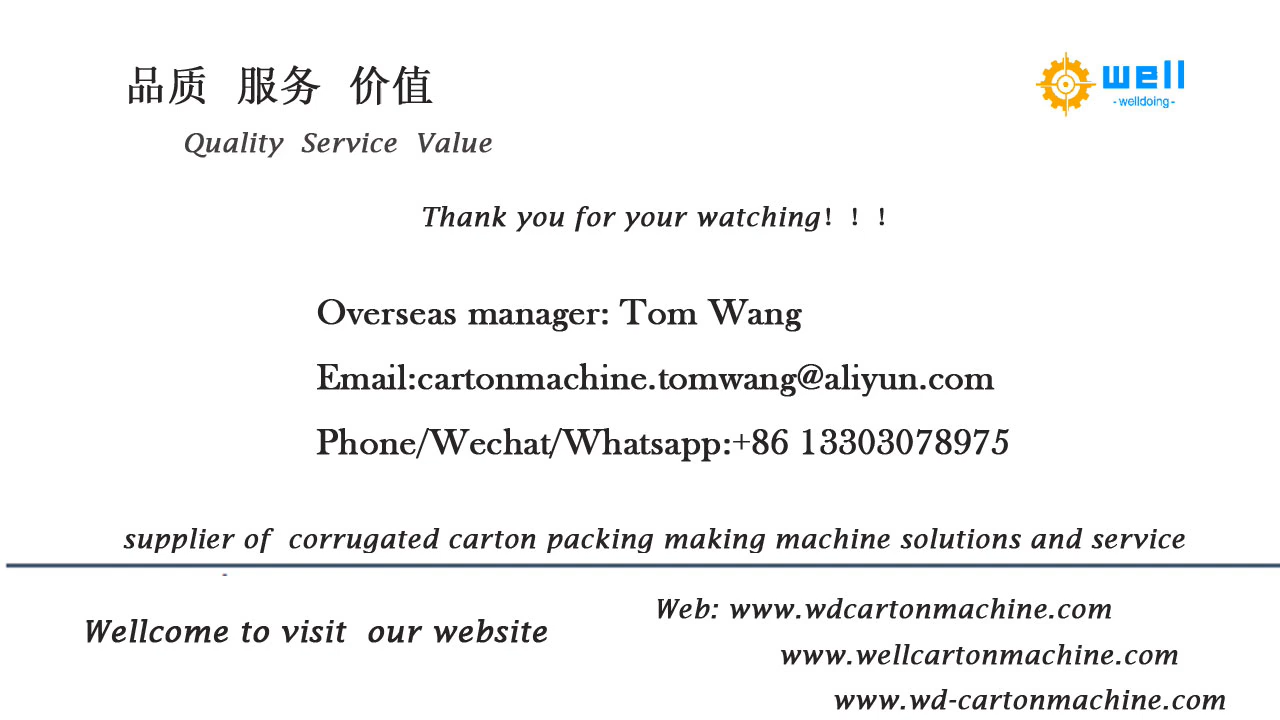 品质 服务 价值
well
-welldoing-
Quality Service Value
Thank you for your watching！！！
Overseas manager: Tom Wang
Email:cartonmachine.tomwang@aliyun.com
Phone/Wechat/Whatsapp:+86 13303078975
supplier of corrugated carton packing making machine solutions and service
Wellcome to visit our website
Web: www.wdcartonmachine.com
www.wellcartonmachine.com
www.wd-cartonmachine.com